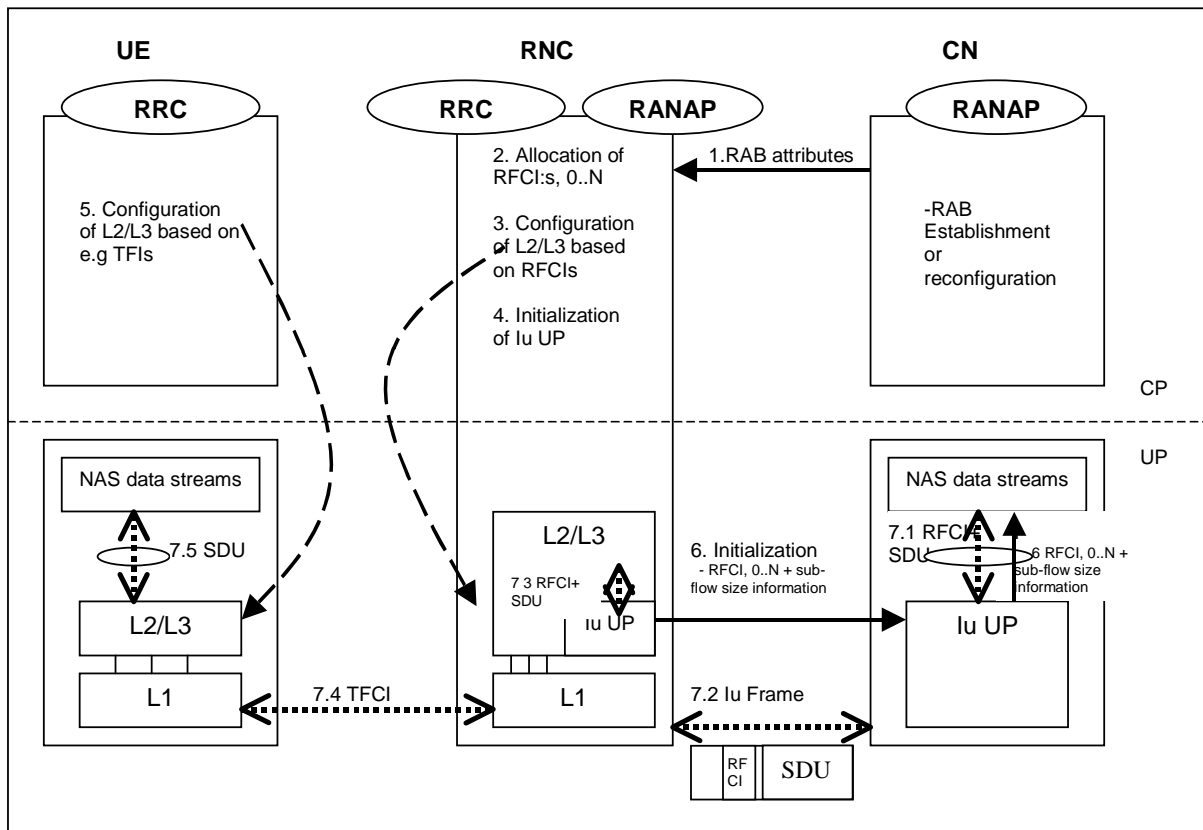 UE
RNC
CN
RRC
RRC
RANAP
RANAP
5. Configuration
of L2/L3 based on
e.g TFIs
2. Allocation of
RFCI:s, 0..N
3. Configuration
of L2/L3 based
on RFCIs
4. Initialization
of Iu UP
1.RAB attributes
-RAB
Establishment
or
reconfiguration
CP
UP
NAS data streams
7.5 SDU
L2/L3
L1
7.4 TFCI
L2/L3
7 3 RFCI+
SDU
Iu UP
L1
6. Initialization
- RFCI, 0..N + sub-
flow size information
7.2 Iu Frame
RF
CI
SDU
NAS data streams
7.1 RFCI+
SDU
6 RFCI, 0..N +
sub-flow size
information
Iu UP